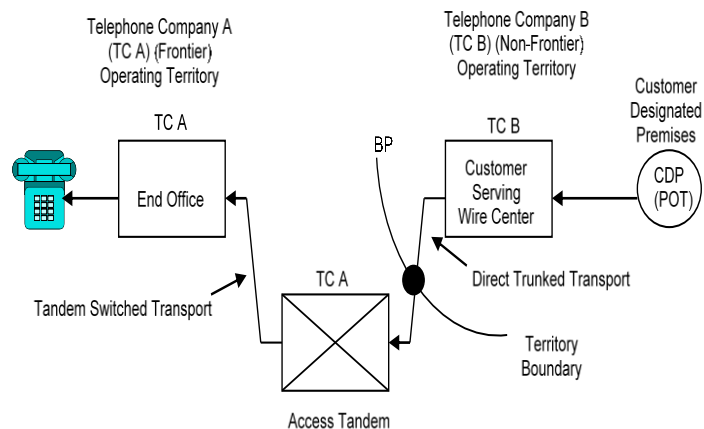 Telephone Company A
(TC A) (Frontier)
Operating Territory
Telephone Company B
(TC B) (Non-Frontier)
Operating Territory
Customer
Designated
Premises
TC A
BP
TC B
End Office
Customer
Serving
Wire Center
CDP
(POT)
TC A
Direct Trunked Transport
Tandem Switched Transport
Territory
Boundary
Access Tandem